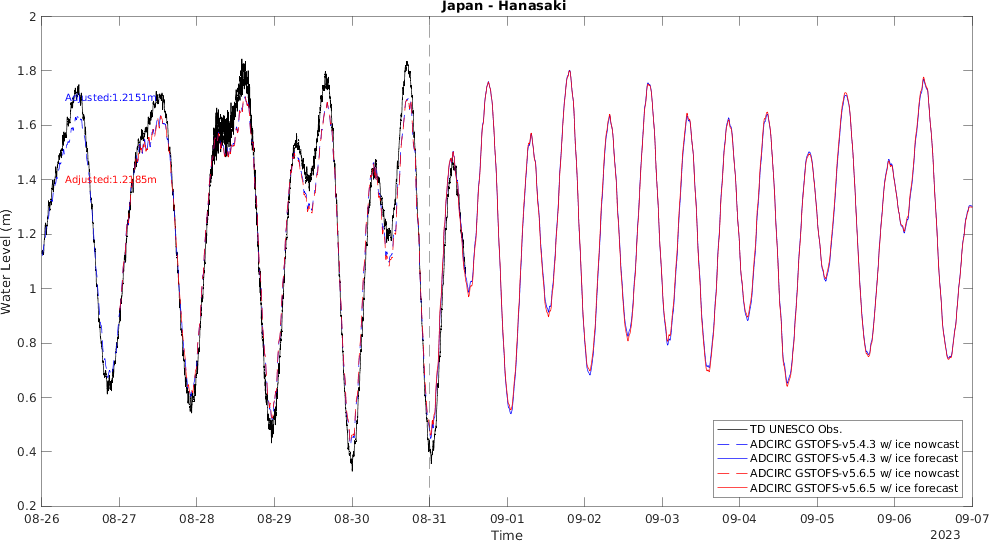 Japan - Hanasaki
2
1.8
1.6
1.4
1.2
1
0.8
0.6
0.4
0.2
Water Level (m)
Adjusted:1.2151m
Adjusted:1.2185m
TD UNESCO Obs.
ADCIRC GSTOFS-v5.4.3 w/ ice nowcast
ADCIRC GSTOFS-v5.4.3 w/ ice forecast
ADCIRC GSTOFS-v5.6.5 w/ ice nowcast
ADCIRC GSTOFS-v5.6.5 w/ ice forecast
08-26 08-27 08-28 08-29 08-30 08-31 09-01 09-02 09-03 09-04 09-05 09-06 09-07
Time
2023